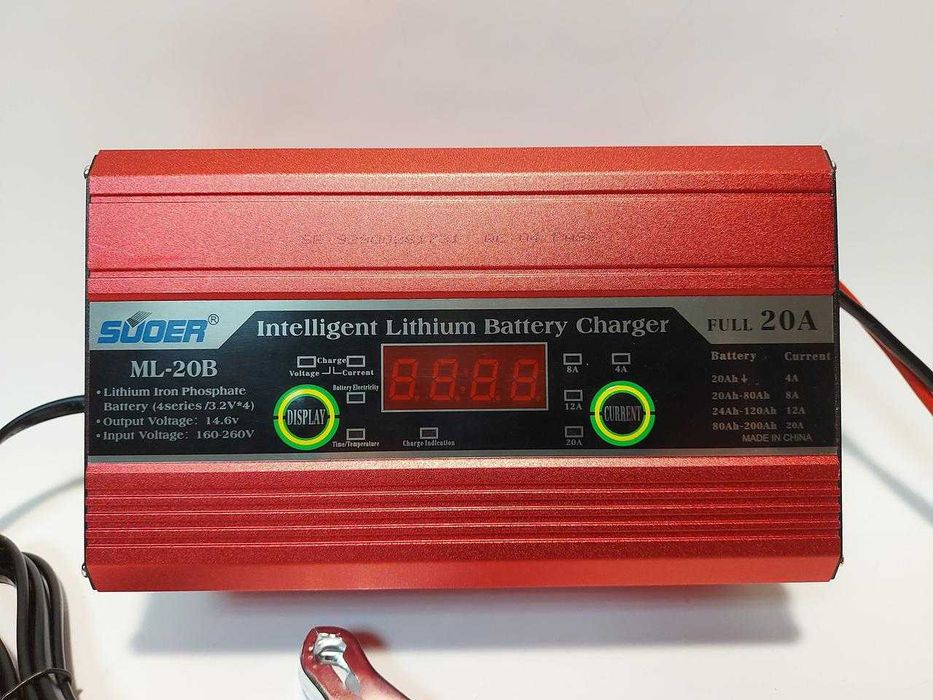 SUOER®
Intelligent Lithium Battery Charger
FULL 20A
ML-20B
• Lithium Iron Phosphate
Battery (4series /3.2V*4)
• Output Voltage: 14.6V
• Input Voltage: 160-260V
Charge
Voltage
Current
Battery Electricity
DISPLAY
Time/Temperature
Charge Indication
8.8.8.8
8A
4A
12A
20A
CURRENT
Battery Current
20Ah↓ 4A
20Ah-80Ah 8A
24Ah-120Ah 12A
80Ah-200Ah 20A
MADE IN CHINA